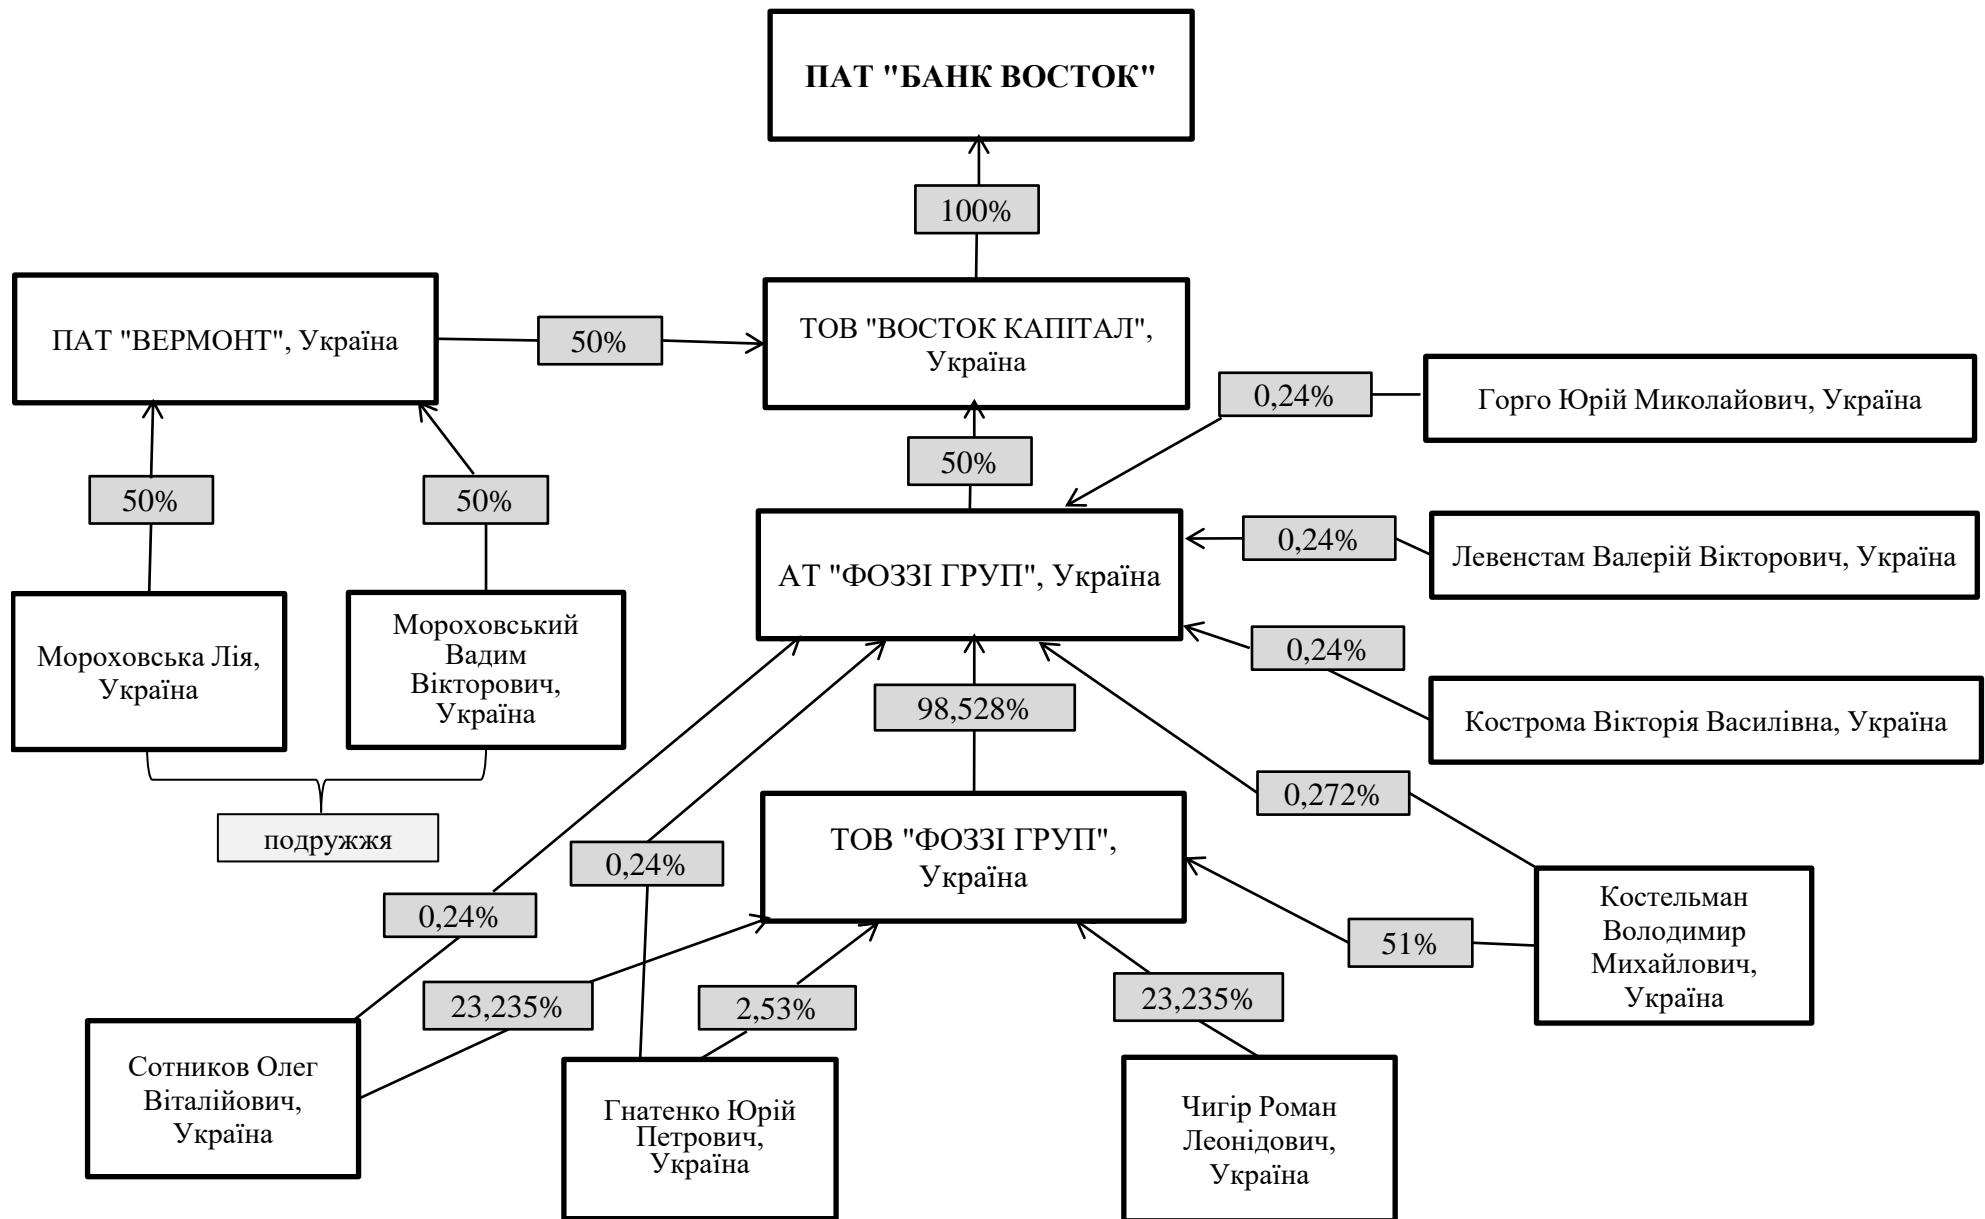 ПАТ "БАНК ВОСТОК"
100%
ПАТ "ВЕРМОНТ", Україна
50%
ТОВ "ВОСТОК КАПІТАЛ",
Україна
0,24%
Горго Юрій Миколайович, Україна
50%
50%
50%
АТ "ФОЗЗІ ГРУП", Україна
0,24%
Левенстам Валерій Вікторович, Україна
Мороховська Лія,
Україна
Мороховський
Вадим
Вікторович,
Україна
0,24%
Кострома Вікторія Василівна, Україна
98,528%
0,272%
подружжя
ТОВ "ФОЗЗІ ГРУП",
Україна
0,24%
0,24%
51%
Костельман
Володимир
Михайлович,
Україна
23,235%
2,53%
23,235%
Сотников Олег
Віталійович,
Україна
Гнатенко Юрій
Петрович,
Україна
Чигір Роман
Леонідович,
Україна